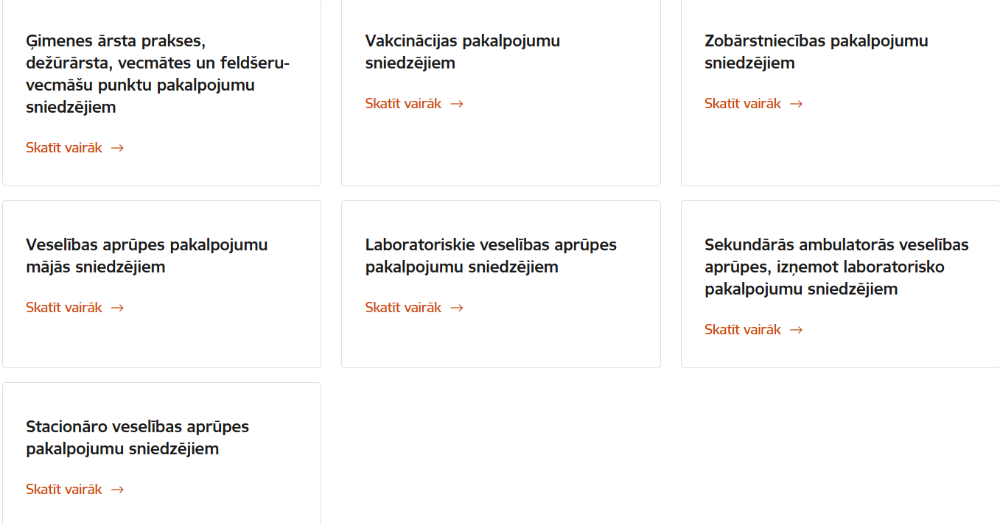 Ģimenes ārsta prakses,
dežūrārsta, vecmātes un feldšeru-
vecmāšu punktu pakalpojumu
sniedzējiem
Skatīt vairāk →
Vakcinācijas pakalpojumu
sniedzējiem
Skatīt vairāk →
Zobārstniecības pakalpojumu
sniedzējiem
Skatīt vairāk →
Veselības aprūpes pakalpojumu
mājās sniedzējiem
Skatīt vairāk →
Laboratoriskie veselības aprūpes
pakalpojumu sniedzējiem
Skatīt vairāk →
Sekundārās ambulatorās veselības
aprūpes, izņemot laboratorisko
pakalpojumu sniedzējiem
Skatīt vairāk →
Stacionāro veselības aprūpes
pakalpojumu sniedzējiem
Skatīt vairāk →